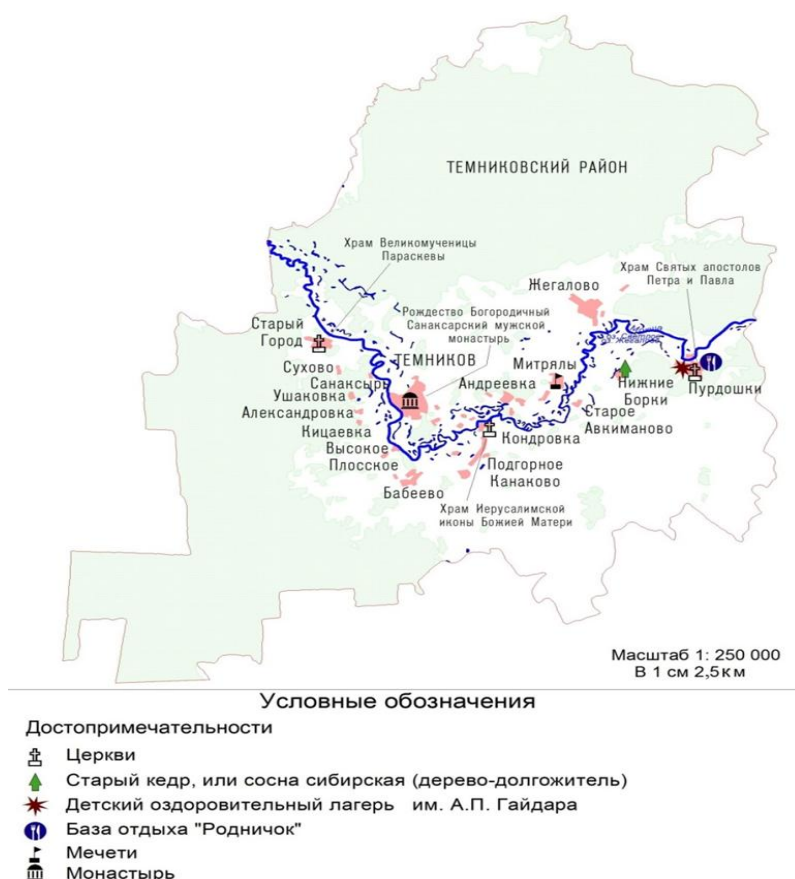 ТЕМНИКОВСКИЙ РАЙОН
Храм Великомученицы
Параскевы
Храм Святых апостолов
Петра и Павла
Жегалово
Рождество Богородичный
Санаксарский мужской
монастырь
Старый
Город
ТЕМНИКОВ
Митрялы
Сухово
Санаксырь
Андреевка
Нижние
Борки
Пурдошки
Ушаковка
Александровка
Старое
Авкиманово
Кицаевка
Кондровка
Высокое
Плосское
Подгорное
Канаково
Бабеево
Храм Иерусалимской
иконы Божией Матери
Масштаб 1: 250 000
В 1 см 2,5км
Условные обозначения
Достопримечательности
Церкви
Старый кедр, или сосна сибирская (дерево-долгожитель)
Детский оздоровительный лагерь им. А.П. Гайдара
База отдыха "Родничок"
Мечети
Монастырь